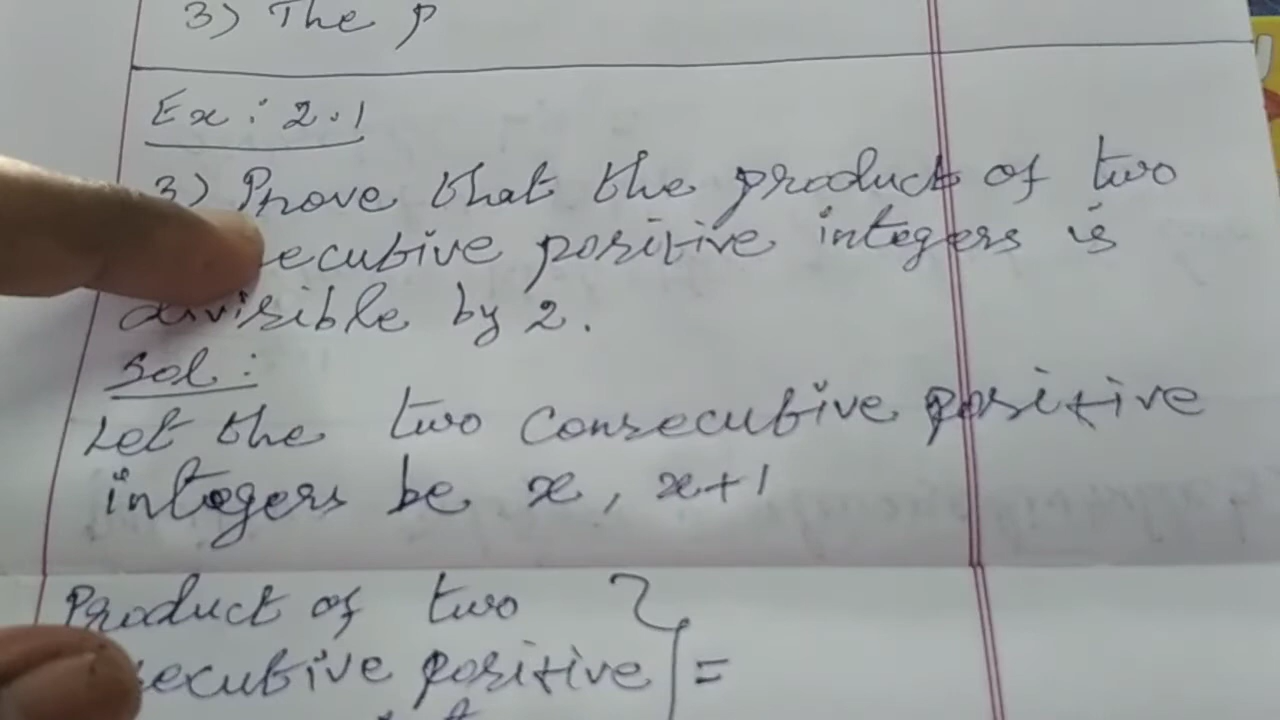 3) The p
Ex : 2.1
3) Prove that the product of two
ecutive positive integers is
divisible by 2.
Sol :
Let the two consecutive positive
integers be x, x+1
Product of two
secutive positive =